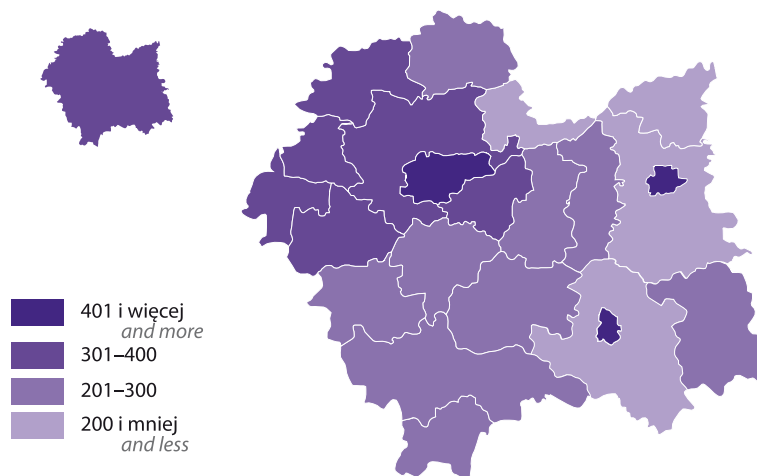 401 i więcej
and more
301–400
201–300
200 i mniej
and less